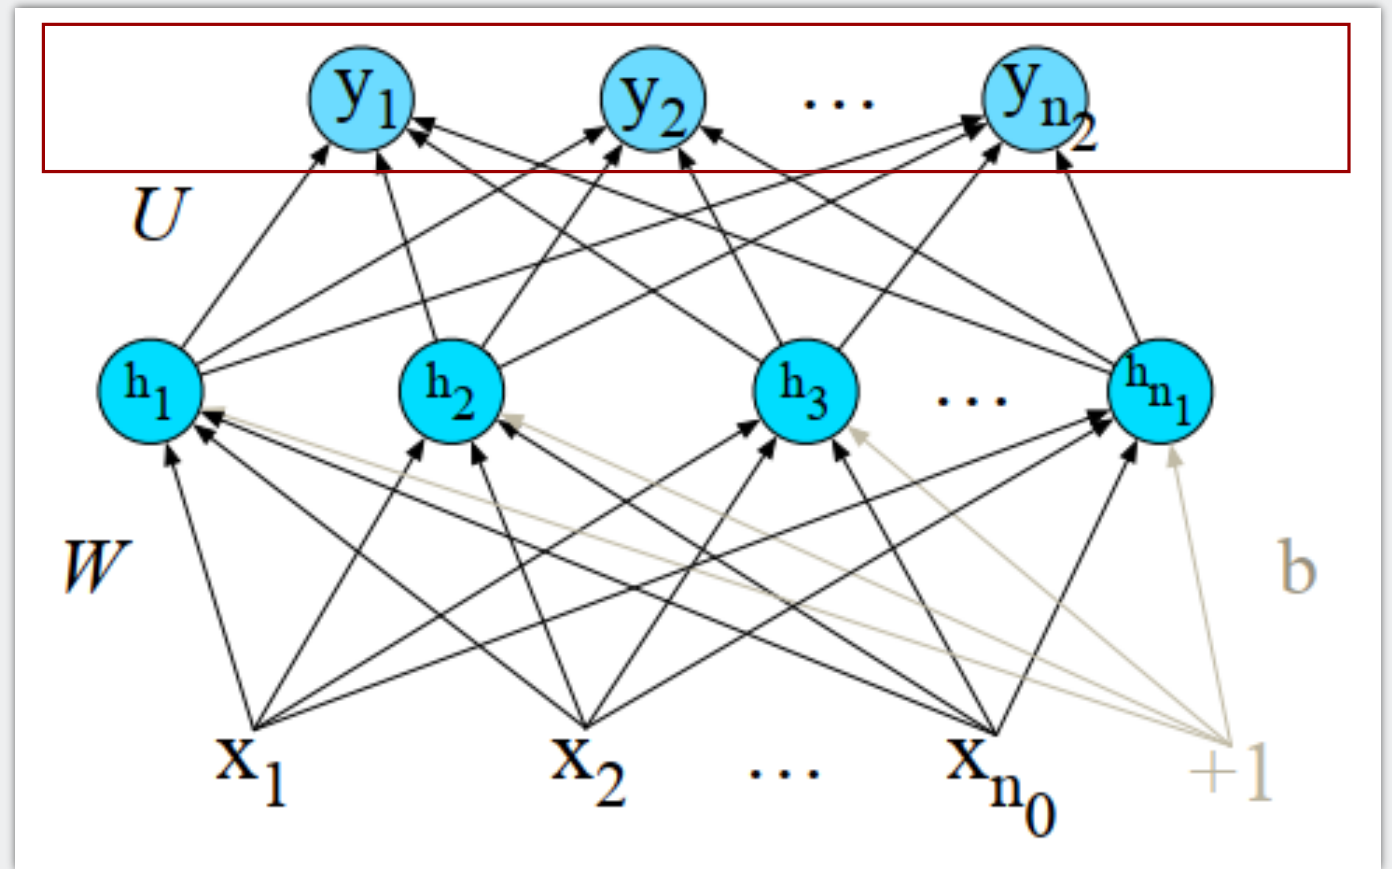 y1 y2 … yn2
U
h1 h2 h3 … hn1
W b
x1 x2 … xn0 +1